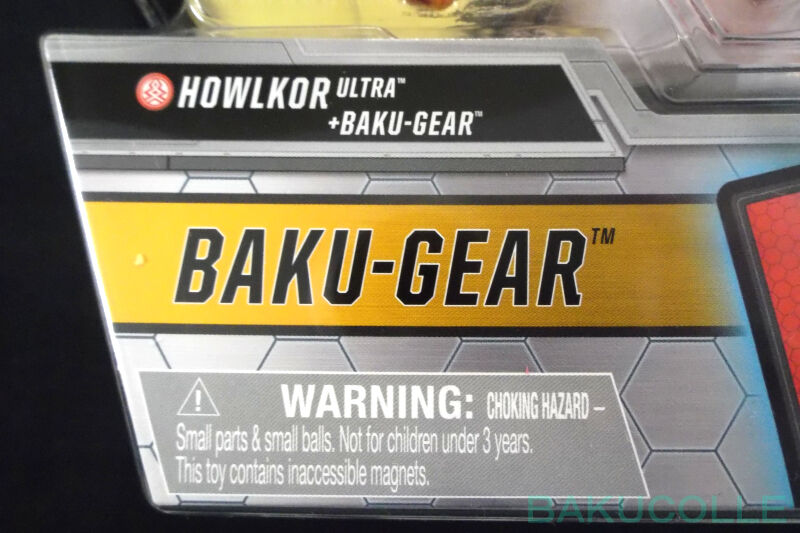 HOWLKOR ULTRA™
+BAKU-GEAR™
BAKU-GEAR™
WARNING: CHOKING HAZARD –
Small parts & small balls. Not for children under 3 years.
This toy contains inaccessible magnets.
BAKUCOLLE